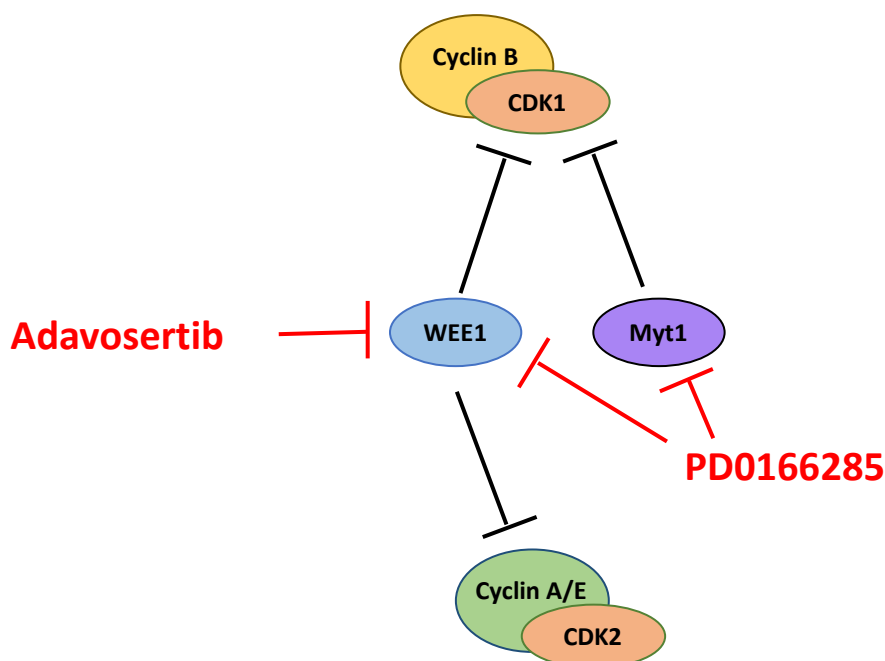 Cyclin B
CDK1
Adavosertib
WEE1
Myt1
PD0166285
Cyclin A/E
CDK2